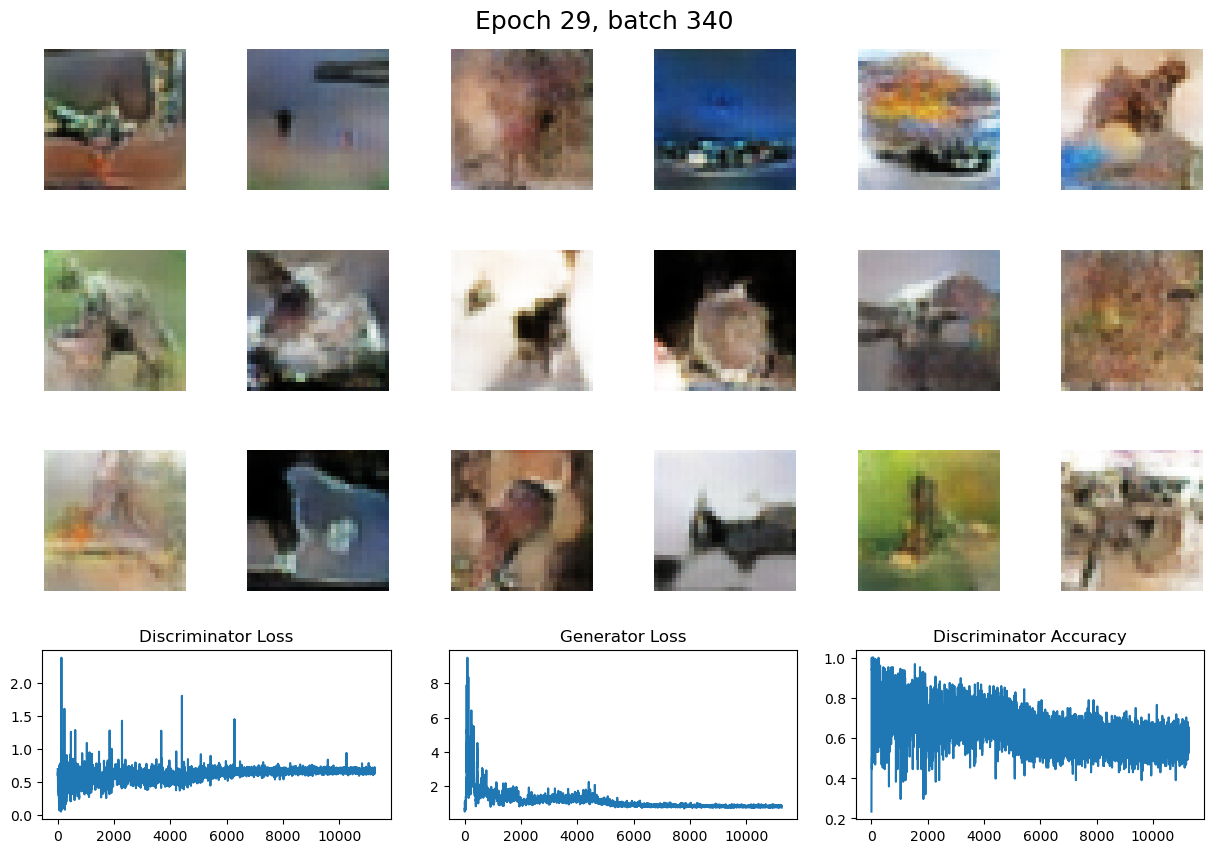 Epoch 29, batch 340
Discriminator Loss
Generator Loss
Discriminator Accuracy
2.0
1.5
1.0
0.5
0.0
0 2000 4000 6000 8000 10000
8
6
4
2
0 2000 4000 6000 8000 10000
1.0
0.8
0.6
0.4
0.2
0 2000 4000 6000 8000 10000